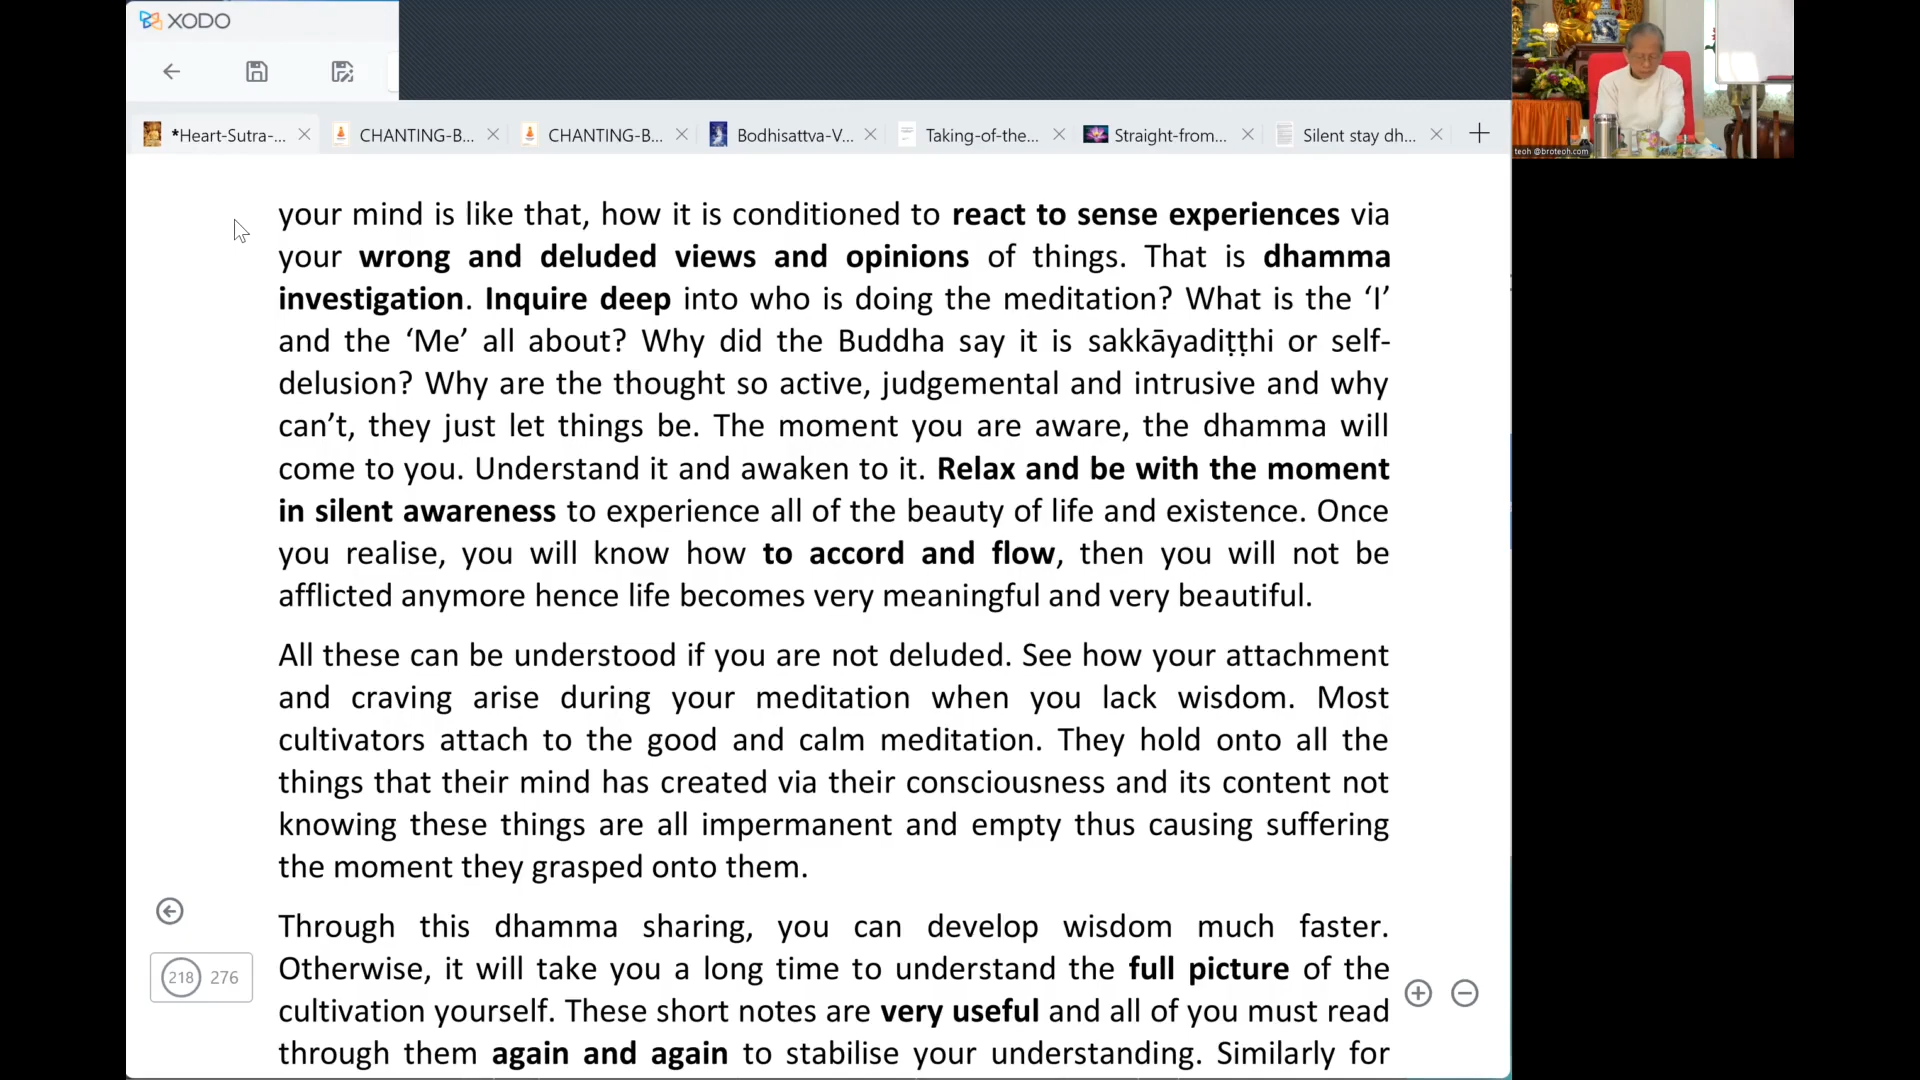 XODO
*Heart-Sutra-...
CHANTING-B...
CHANTING-B...
Bodhisattva-V...
Taking-of-the...
Straight-from...
Silent stay dh...
teoh @broteoh.com
your mind is like that, how it is conditioned to react to sense experiences via
your wrong and deluded views and opinions of things. That is dhamma
investigation. Inquire deep into who is doing the meditation? What is the ‘I’
and the ‘Me’ all about? Why did the Buddha say it is sakkāyadiṭṭhi or self-
delusion? Why are the thought so active, judgemental and intrusive and why
can’t, they just let things be. The moment you are aware, the dhamma will
come to you. Understand it and awaken to it. Relax and be with the moment
in silent awareness to experience all of the beauty of life and existence. Once
you realise, you will know how to accord and flow, then you will not be
afflicted anymore hence life becomes very meaningful and very beautiful.
All these can be understood if you are not deluded. See how your attachment
and craving arise during your meditation when you lack wisdom. Most
cultivators attach to the good and calm meditation. They hold onto all the
things that their mind has created via their consciousness and its content not
knowing these things are all impermanent and empty thus causing suffering
the moment they grasped onto them.
Through this dhamma sharing, you can develop wisdom much faster.
Otherwise, it will take you a long time to understand the full picture of the
cultivation yourself. These short notes are very useful and all of you must read
through them again and again to stabilise your understanding. Similarly for
218 276